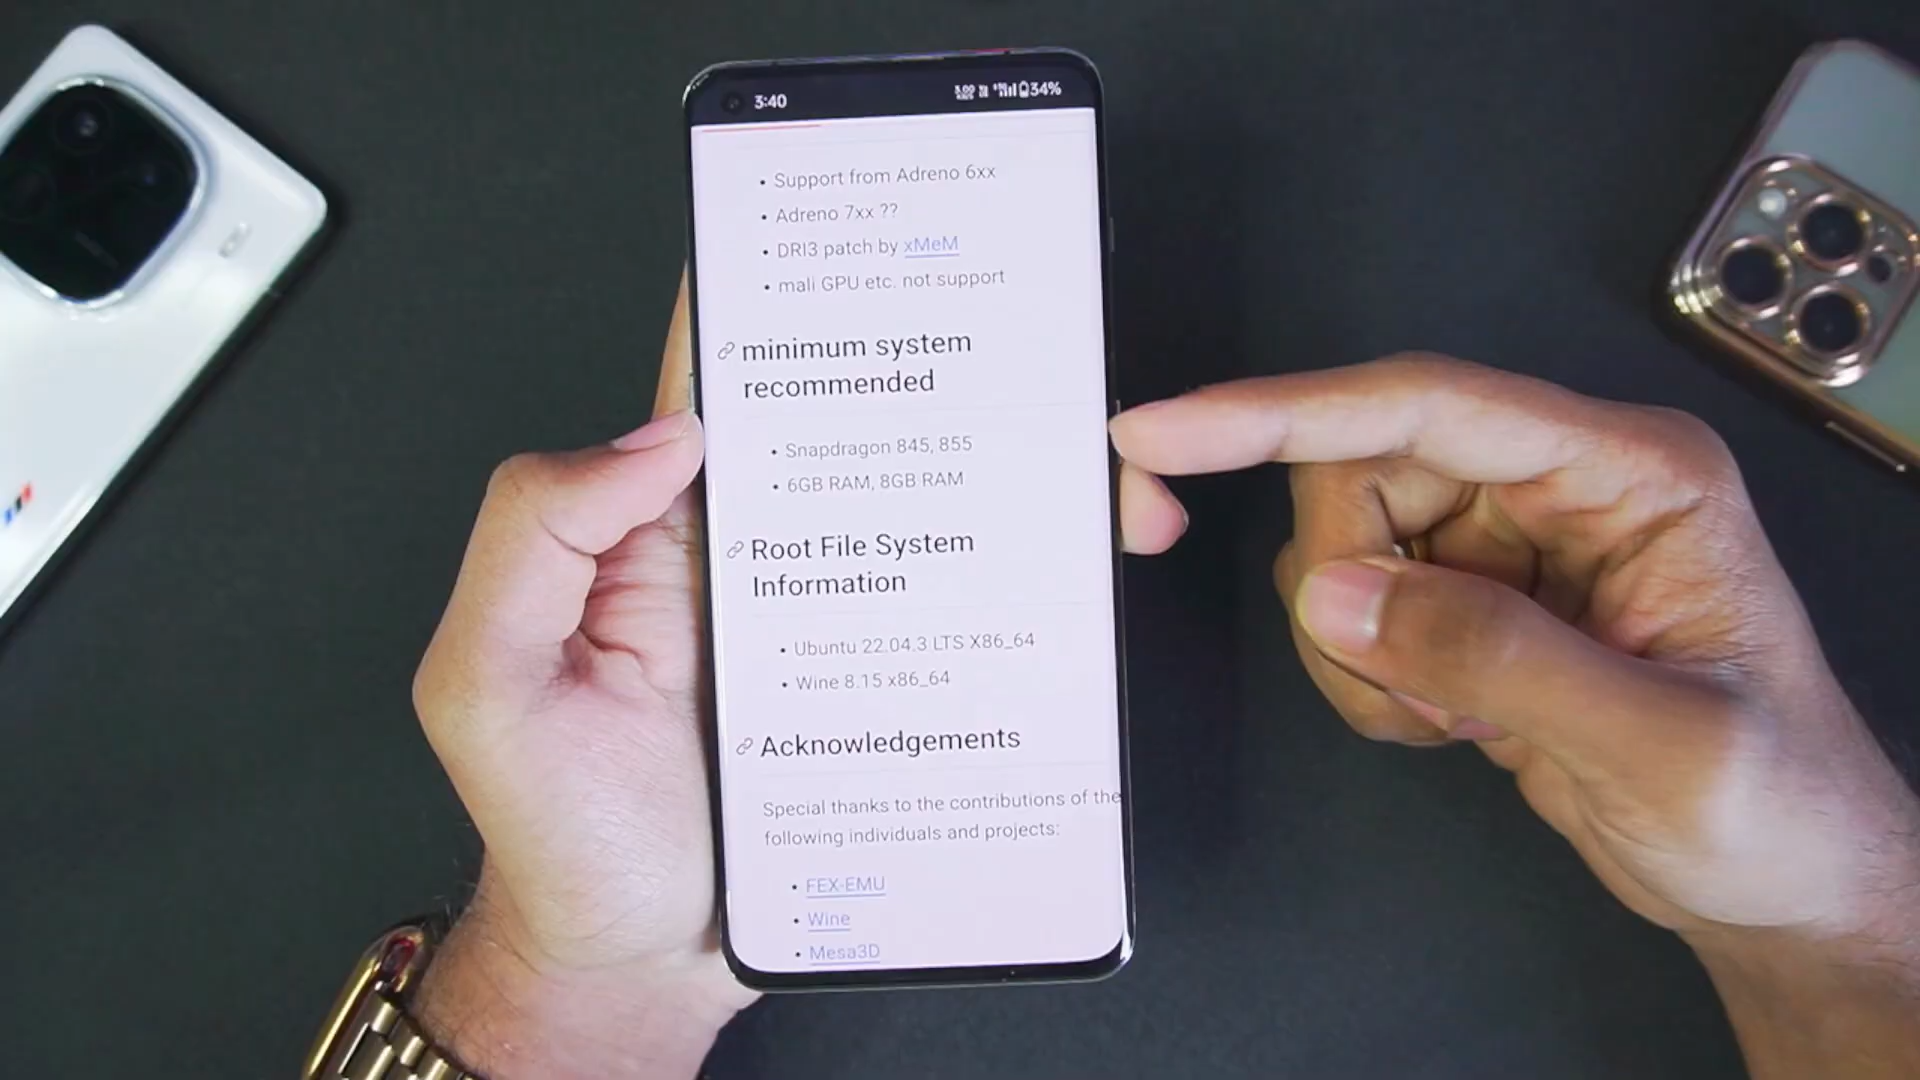 3:40
34%
• Support from Adreno 6xx
• Adreno 7xx ??
• DRI3 patch by xMeM
• mali GPU etc. not support
minimum system
recommended
• Snapdragon 845, 855
• 6GB RAM, 8GB RAM
Root File System
Information
• Ubuntu 22.04.3 LTS X86_64
• Wine 8.15 x86_64
Acknowledgements
Special thanks to the contributions of the
following individuals and projects:
• FEX-EMU
• Wine
• Mesa3D